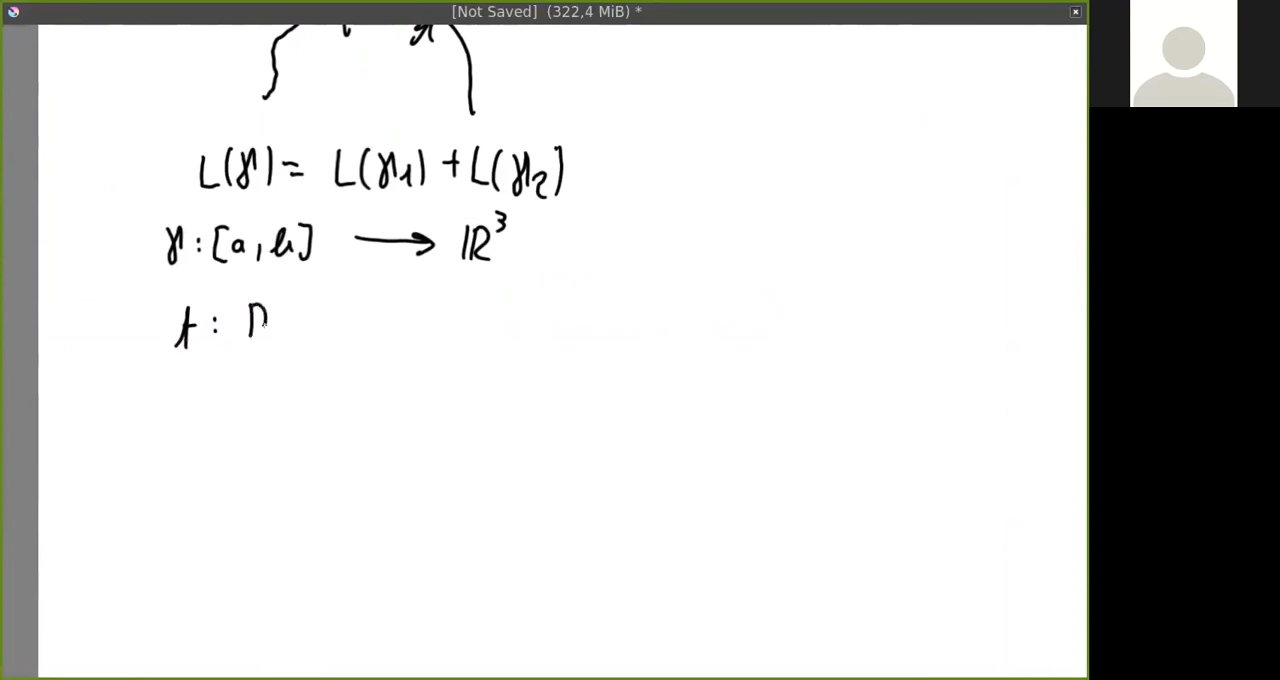 [Not Saved] (322,4 MiB) *
L(γ) = L(γ1) + L(γ2)
γ : [a, b] → ℝ³
f : D